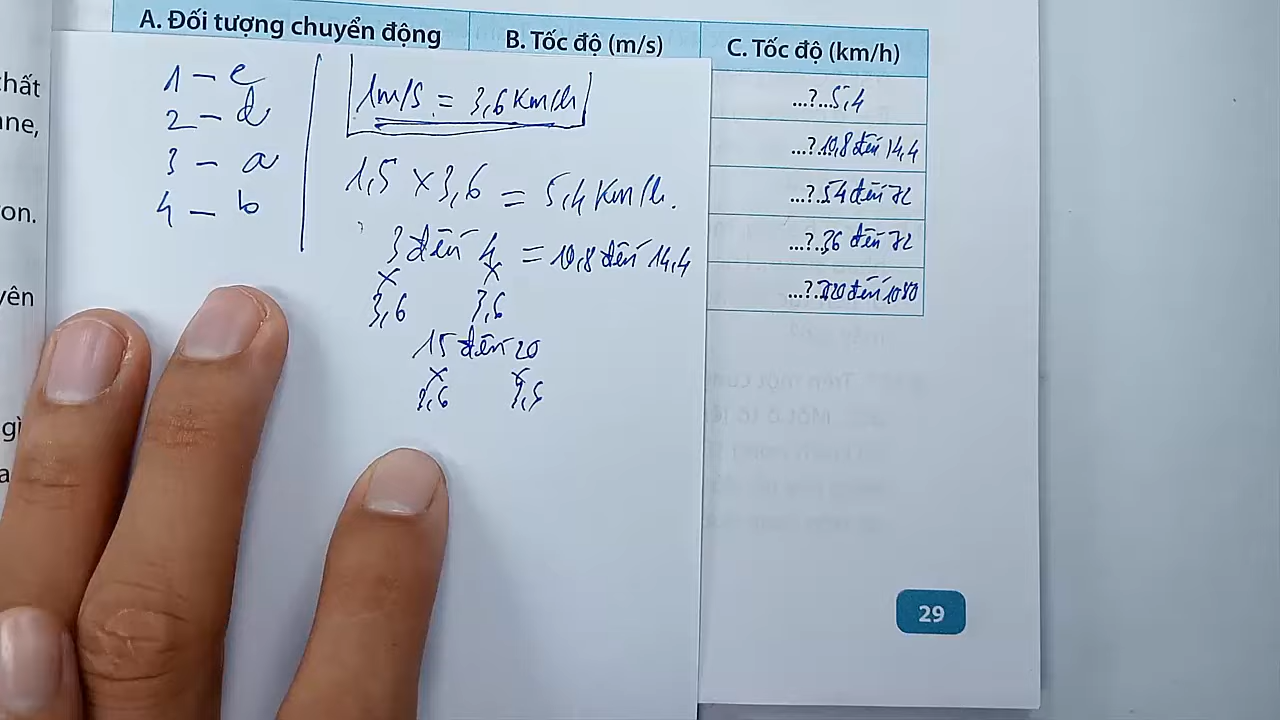 A. Đối tượng chuyển động
B. Tốc độ (m/s)
C. Tốc độ (km/h)
...?...5,4
...?.10,8 đến 14,4
...?..54 đến 72
...?..36 đến 72
...?.720 đến 1080
1 – e
2 – d
3 – a
4 – b
1m/s = 3,6 Km/h
1,5 × 3,6 = 5,4 Km/h.
3 đến 4 = 10,8 đến 14,4
× ×
3,6 3,6
15 đến 20
× ×
3,6
hất
ne,
on.
yên
gì
29